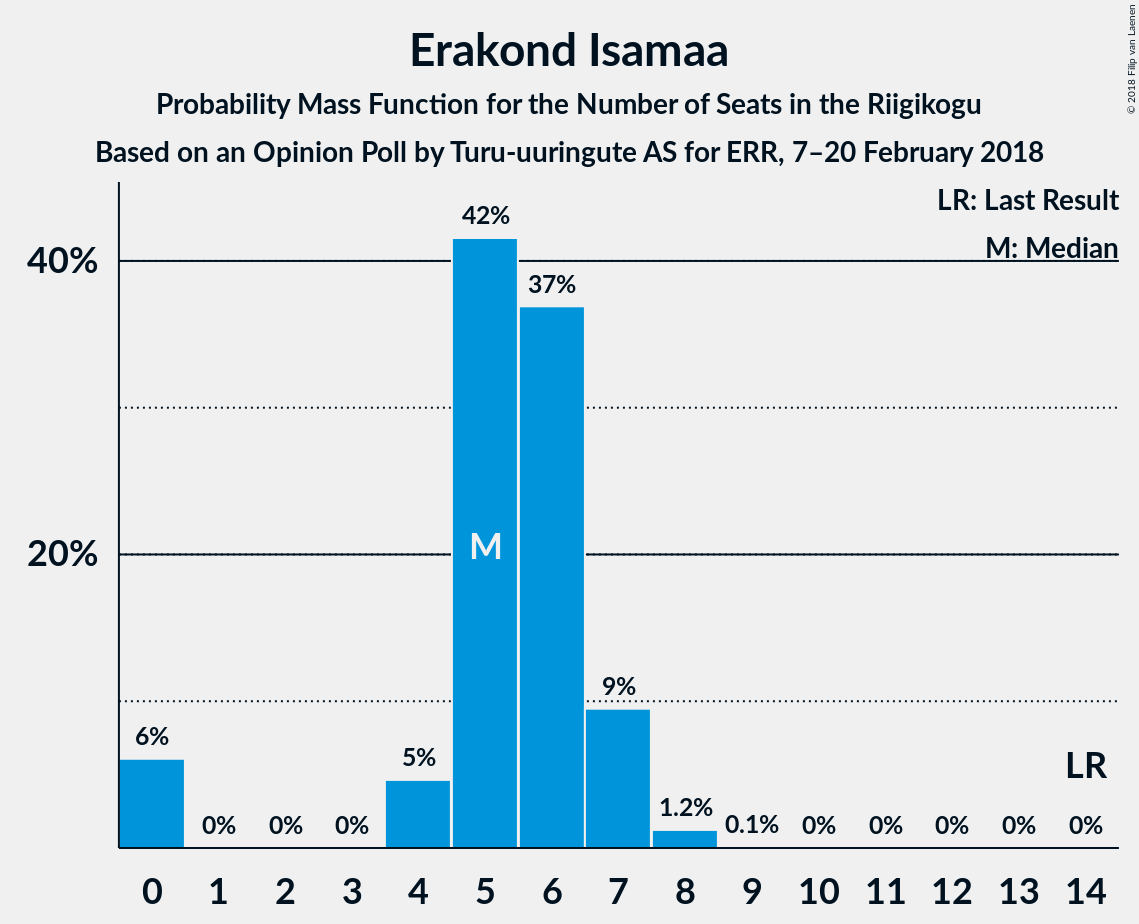 Erakond Isamaa
Probability Mass Function for the Number of Seats in the Riigikogu
Based on an Opinion Poll by Turu-uuringute AS for ERR, 7–20 February 2018
© 2018 Filip van Laenen
LR: Last Result
M: Median
40%
20%
42%
37%
M
9%
6%
5%
LR
1.2%
0% 0% 0% 0.1% 0% 0% 0% 0% 0%
0 1 2 3 4 5 6 7 8 9 10 11 12 13 14